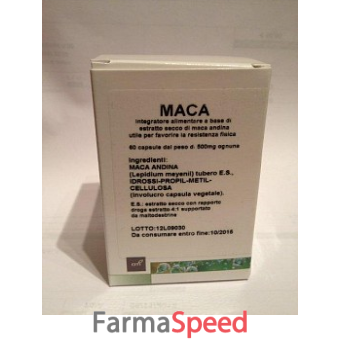 MACA
Integratore alimentare a base di
estratto secco di maca andina
utile per favorire la resistenza fisica
60 capsule dal peso di 500mg ognuna
Ingredienti:
MACA ANDINA
(Lepidium meyenii) tubero E.S.,
IDROSSI-PROPIL-METIL-
CELLULOSA
(Involucro capsula vegetale).
E.S.: estratto secco con rapporto
droga estratto 4:1 supportato
da maltodestrine
LOTTO:12L06030
Da consumare entro fine:10/2015
FarmaSpeed